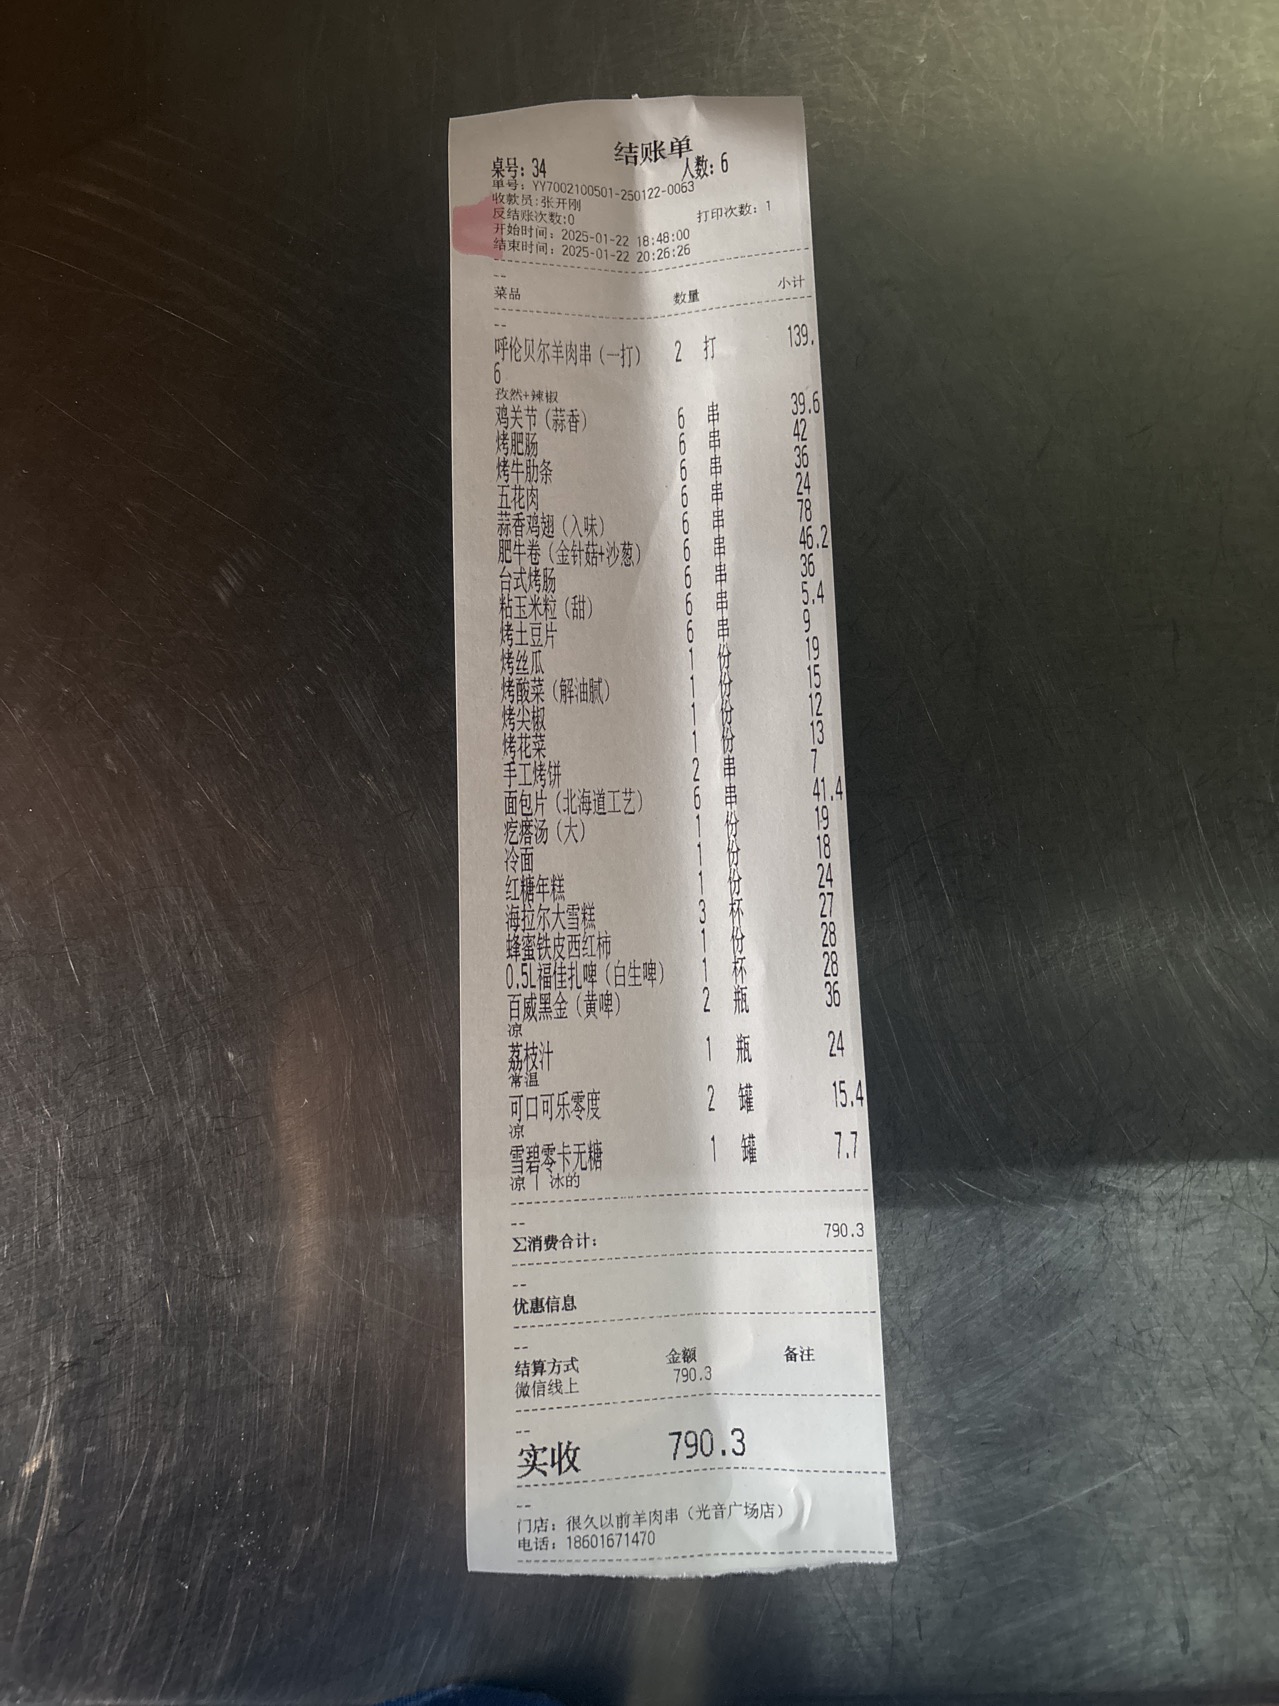 结账单
桌号：34 人数：6
单号：YY7002100501-250122-0063
收款员:张开刚
反结账次数:0 打印次数：1
开始时间：2025-01-22 18:48:00
结束时间：2025-01-22 20:26:26
--
菜品 数量 小计
--
呼伦贝尔羊肉串（一打） 2 打 139.
6
孜然+辣椒
鸡关节（蒜香） 6 串 39.6
烤肥肠 6 串 42
烤牛肋条 6 串 36
五花肉 6 串 24
蒜香鸡翅（入味） 6 串 78
肥牛卷（金针菇+沙葱） 6 串 46.2
台式烤肠 6 串 36
粘玉米粒（甜） 6 串 5.4
烤土豆片 6 串 9
烤丝瓜 1 份 19
烤酸菜（解油腻） 1 份 15
烤尖椒 1 份 12
烤花菜 1 份 13
手工烤饼 2 串 7
面包片（北海道工艺） 6 串 41.4
疙瘩汤（大） 1 份 19
冷面 1 份 18
红糖年糕 1 份 24
海拉尔大雪糕 3 杯 27
蜂蜜铁皮西红柿 1 份 28
0.5L福佳扎啤（白生啤） 1 杯 28
百威黑金（黄啤） 2 瓶 36
凉
荔枝汁 1 瓶 24
常温
可口可乐零度 2 罐 15.4
凉
雪碧零卡无糖 1 罐 7.7
凉 | 冰的
--
∑消费合计： 790.3
--
优惠信息
--
结算方式 金额 备注
微信线上 790.3
--
实收 790.3
--
门店：很久以前羊肉串（光音广场店）
电话：18601671470